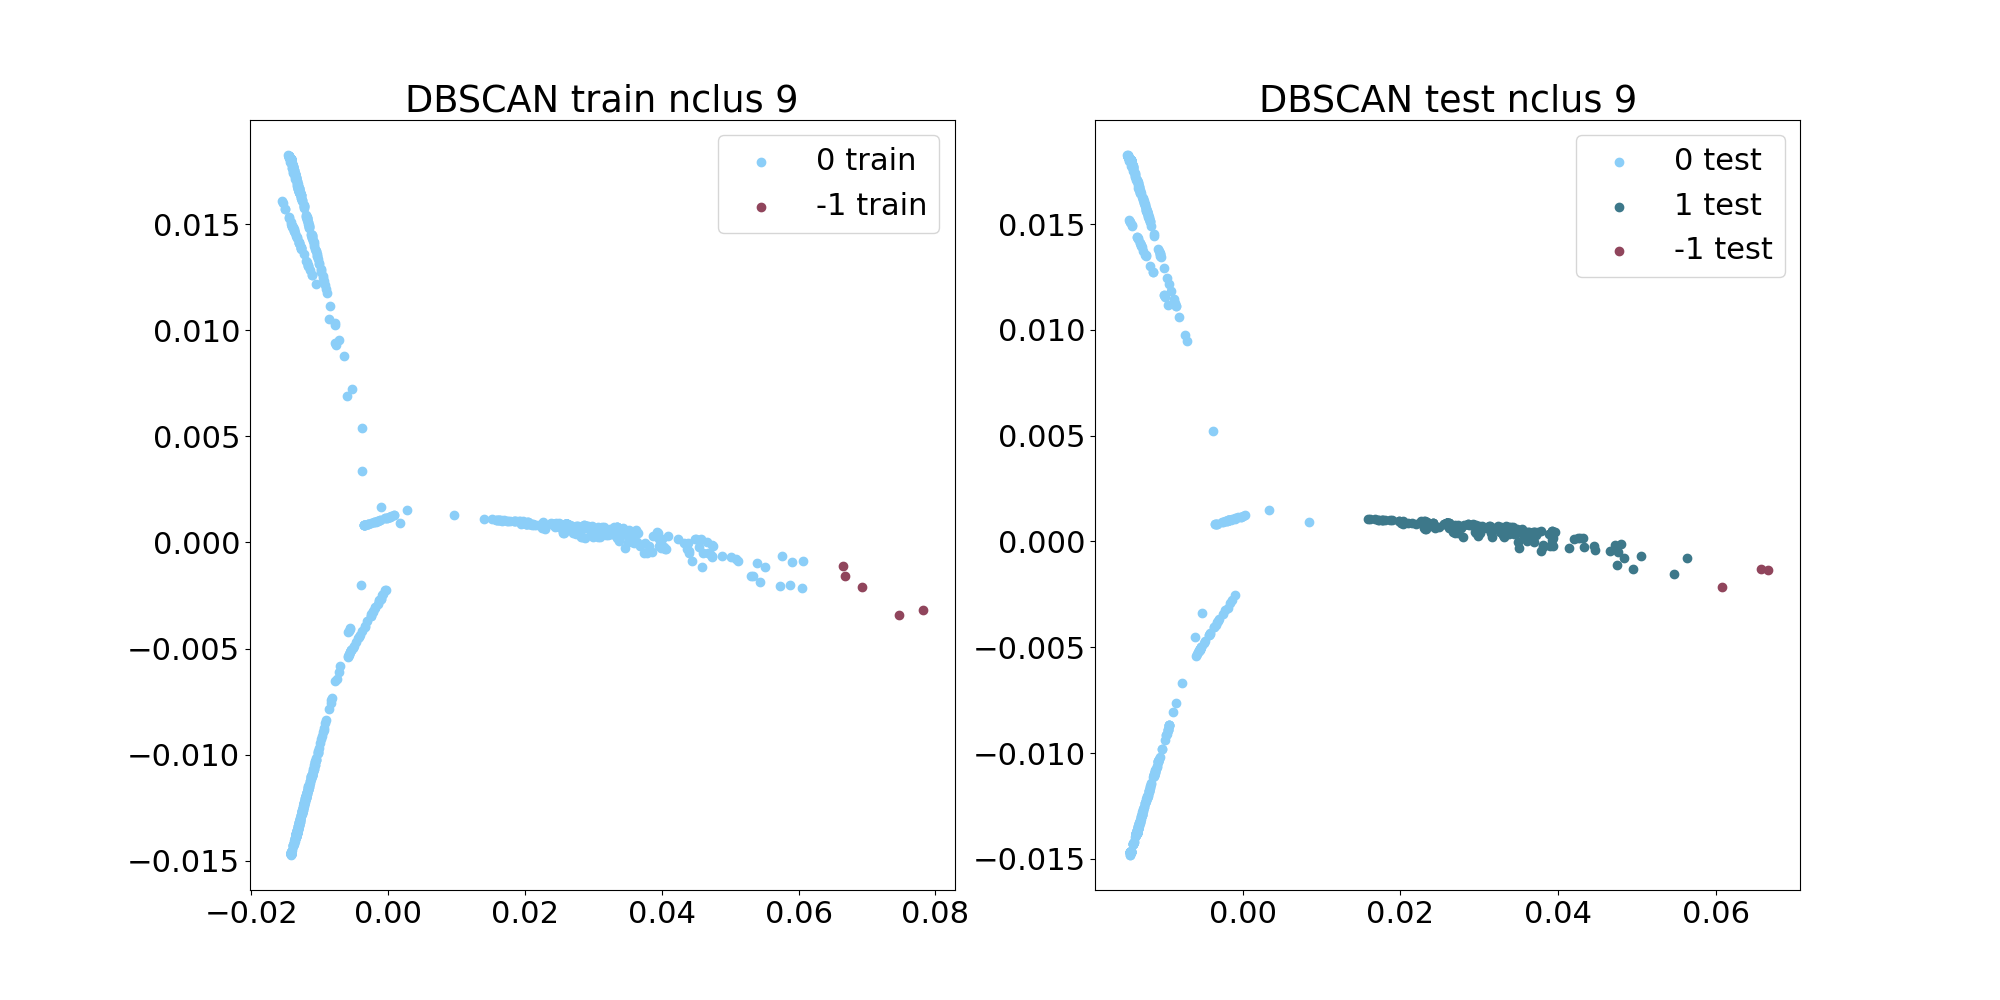 DBSCAN train nclus 9
0 train
-1 train
0.015
0.010
0.005
0.000
−0.005
−0.010
−0.015
−0.02 0.00 0.02 0.04 0.06 0.08
DBSCAN test nclus 9
0 test
1 test
-1 test
0.015
0.010
0.005
0.000
−0.005
−0.010
−0.015
0.00 0.02 0.04 0.06